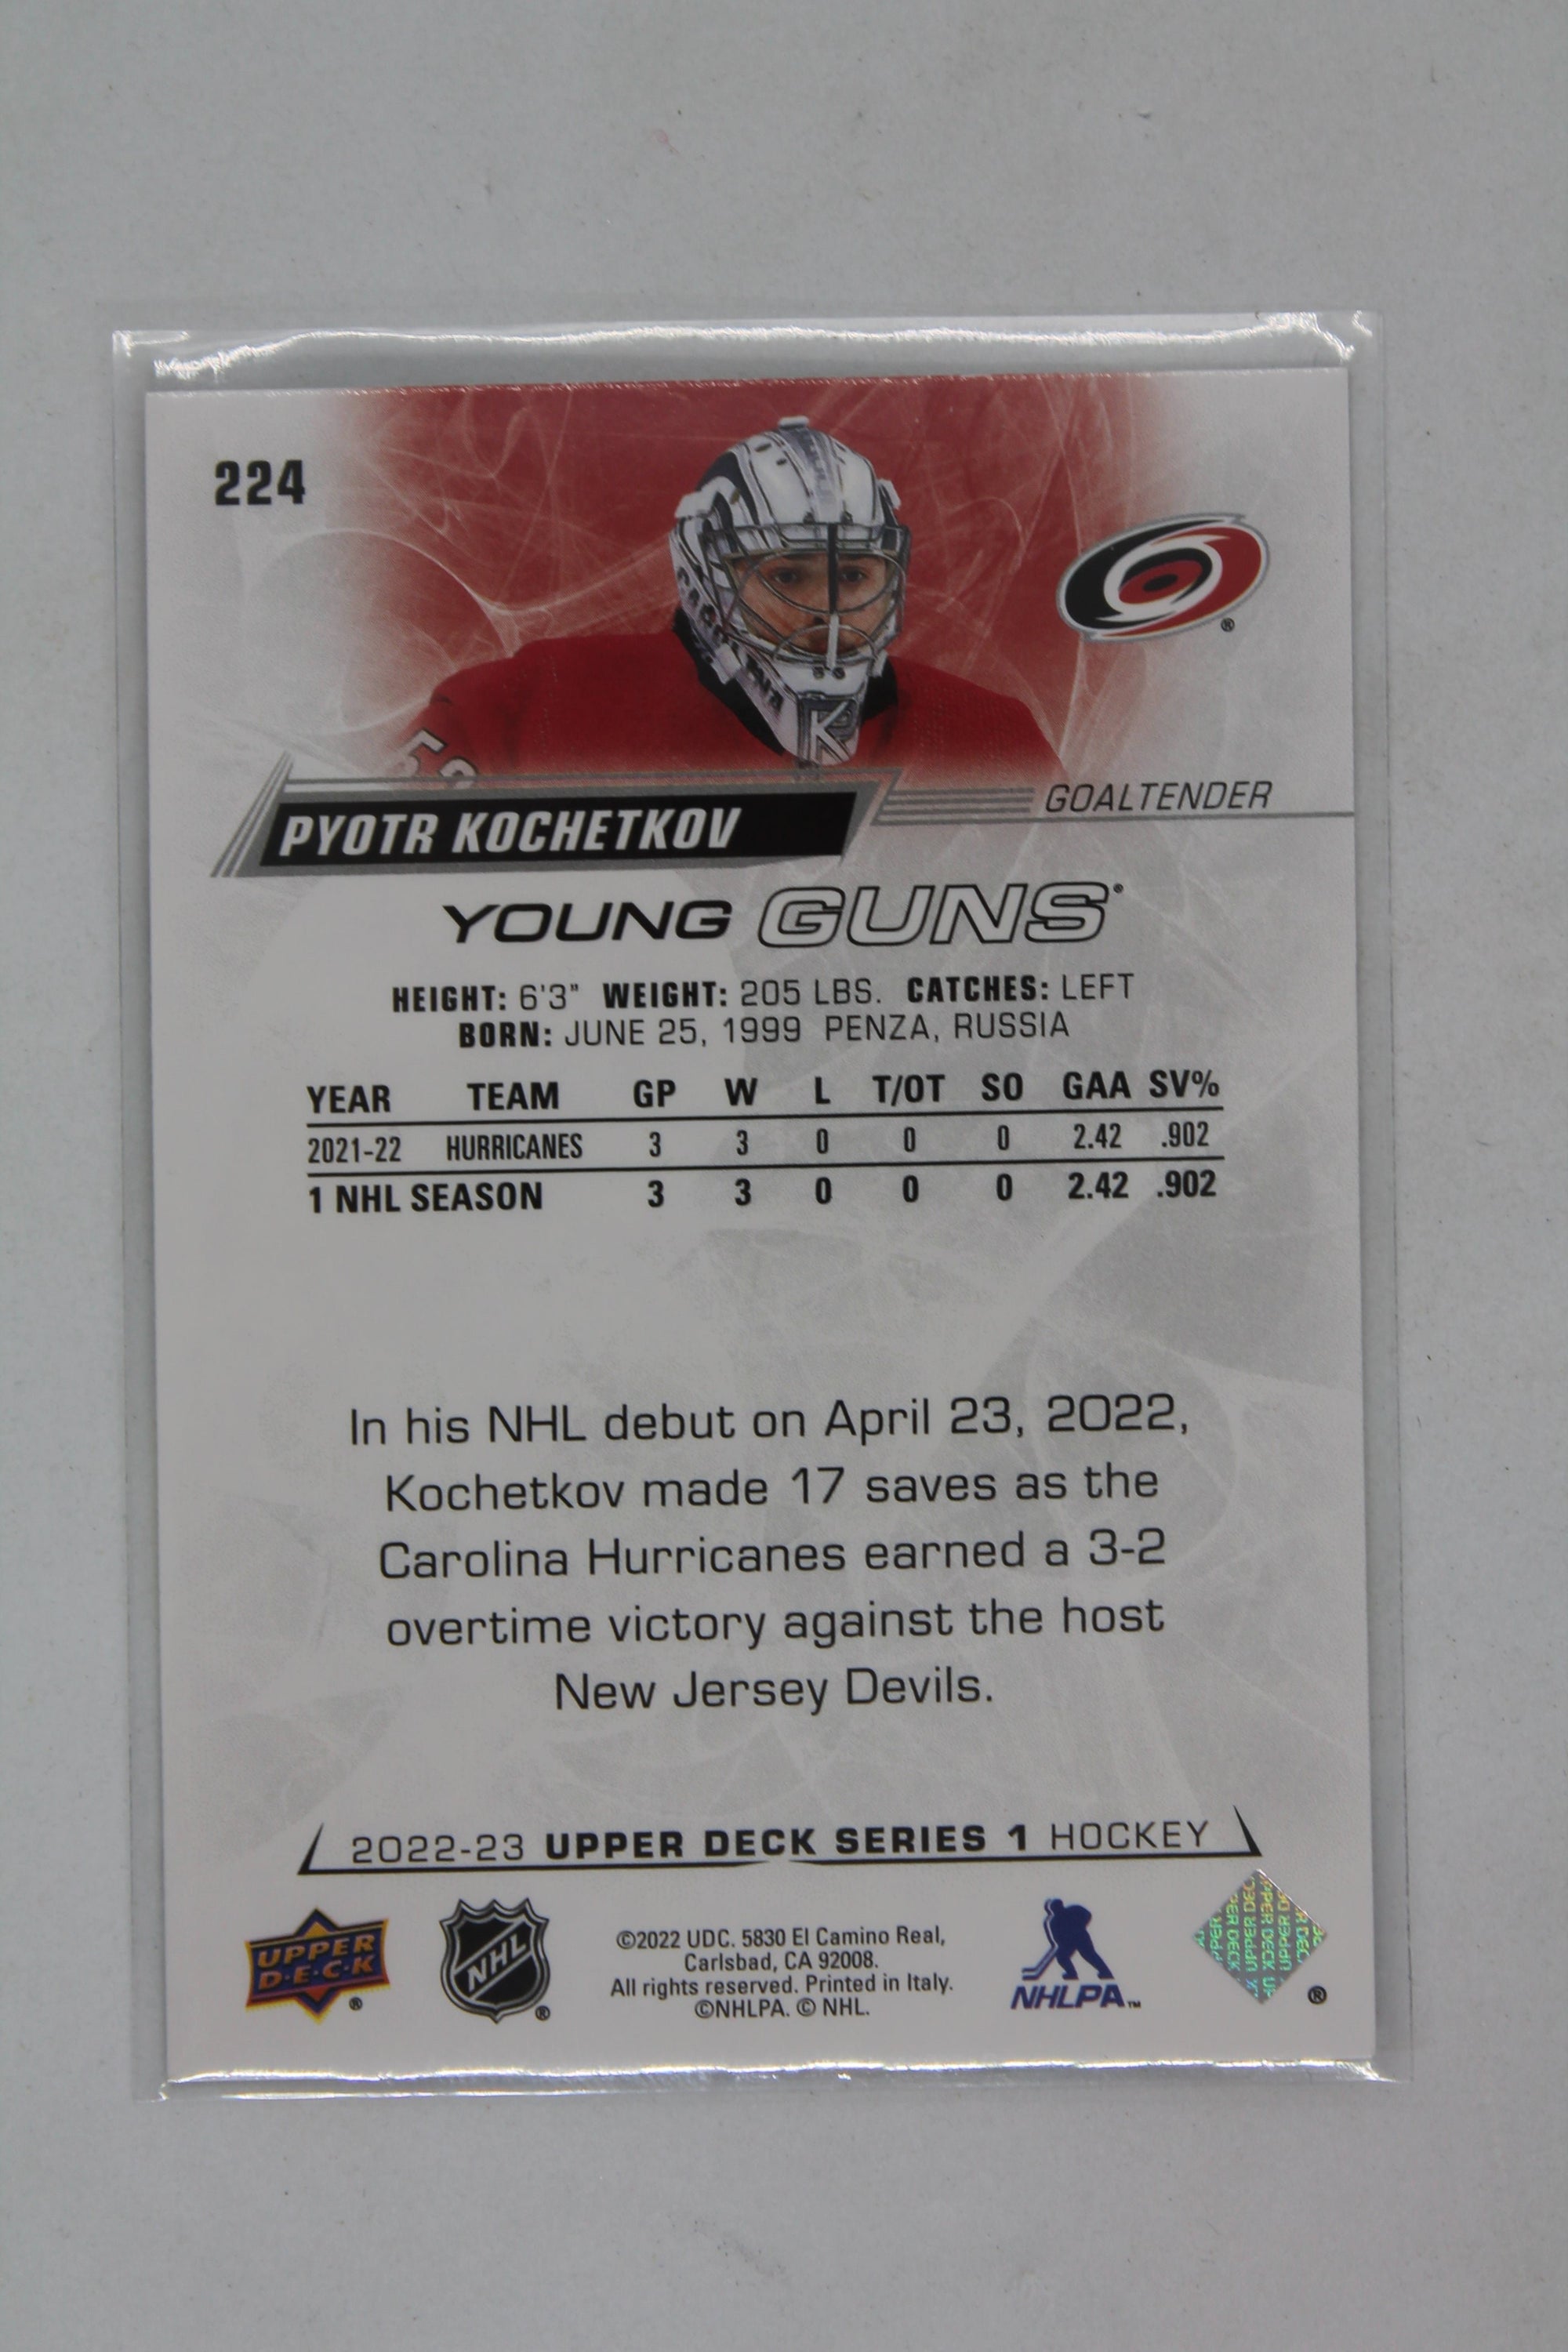 224
PYOTR KOCHETKOV
GOALTENDER
YOUNG GUNS
HEIGHT: 6'3" WEIGHT: 205 LBS. CATCHES: LEFT
BORN: JUNE 25, 1999 PENZA, RUSSIA
YEAR TEAM GP W L T/OT SO GAA SV%
2021-22 HURRICANES 3 3 0 0 0 2.42 .902
1 NHL SEASON 3 3 0 0 0 2.42 .902
In his NHL debut on April 23, 2022,
Kochetkov made 17 saves as the
Carolina Hurricanes earned a 3-2
overtime victory against the host
New Jersey Devils.
2022-23 UPPER DECK SERIES 1 HOCKEY
UPPER
D·E·C·K ®
NHL ®
©2022 UDC. 5830 El Camino Real,
Carlsbad, CA 92008.
All rights reserved. Printed in Italy.
©NHLPA. © NHL.
NHLPA™
UPPER DECK ®